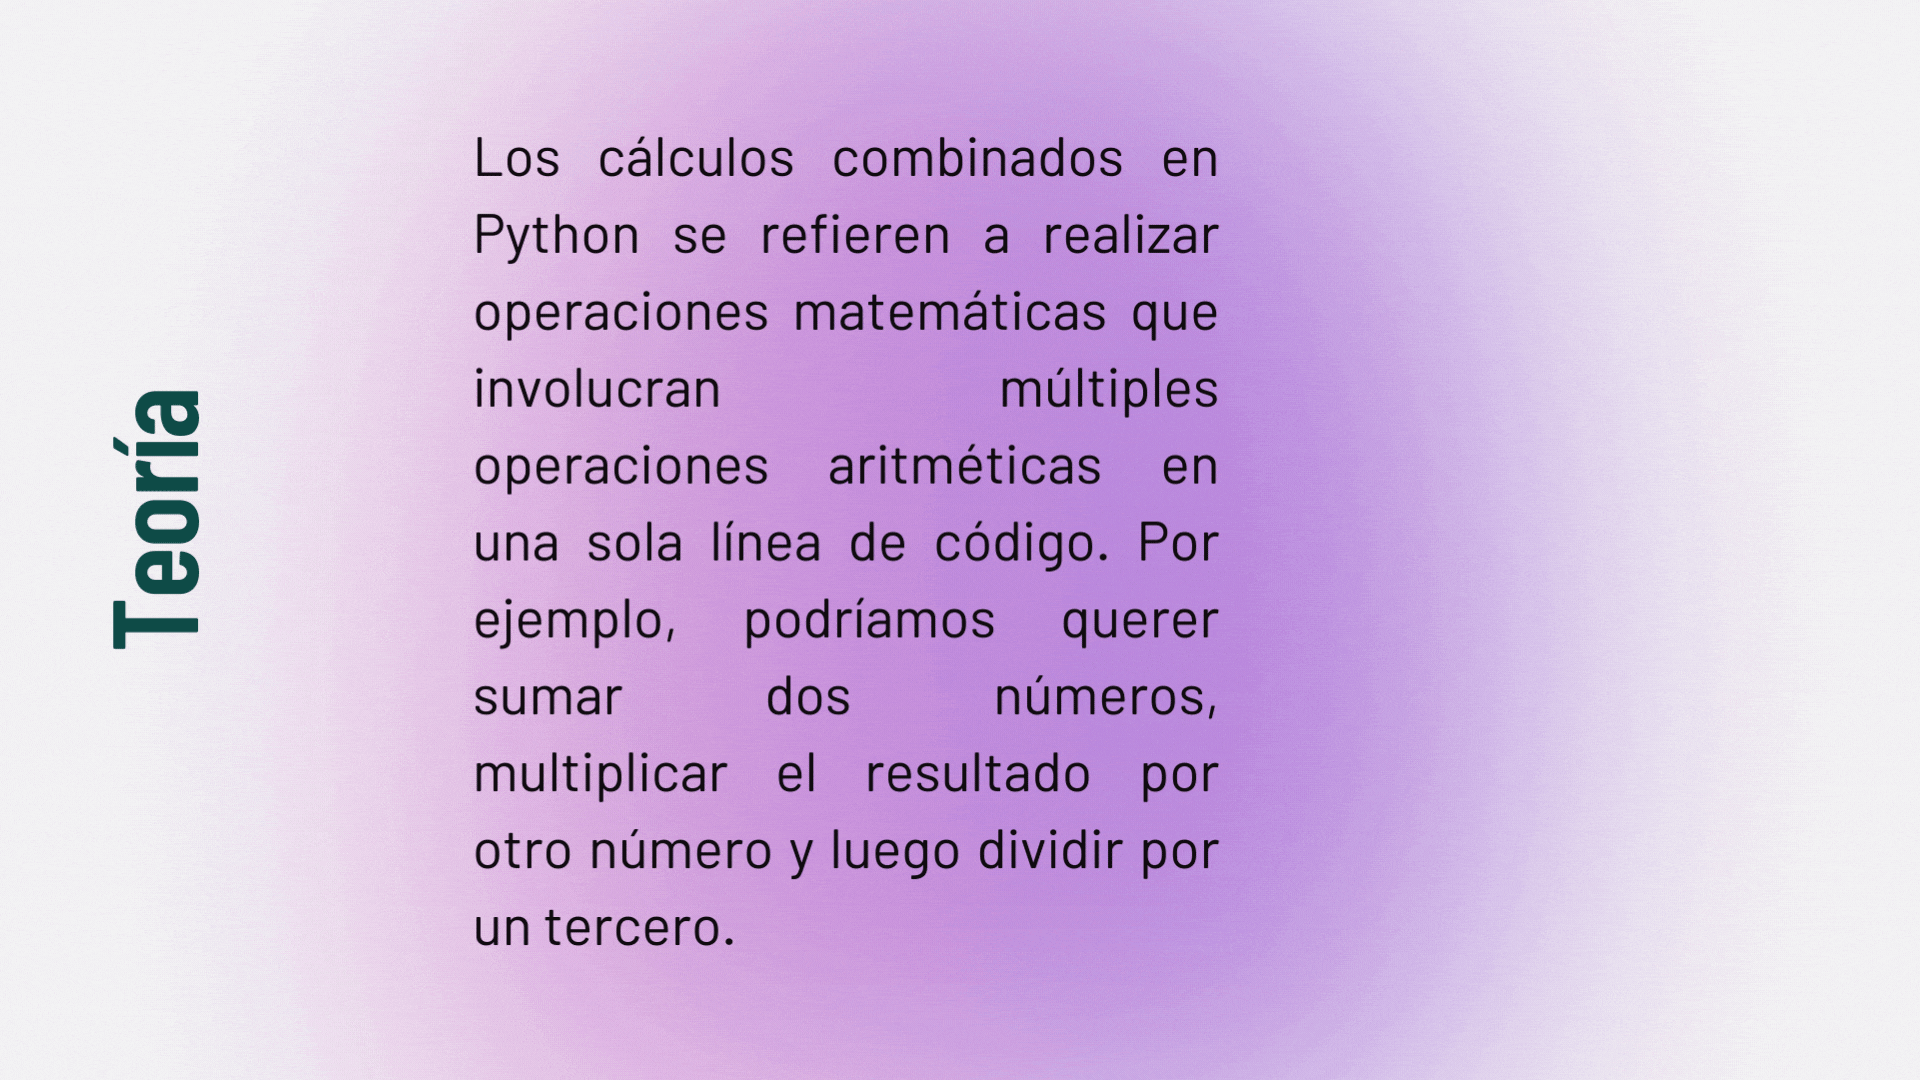 Teoría
Los cálculos combinados en
Python se refieren a realizar
operaciones matemáticas que
involucran múltiples
operaciones aritméticas en
una sola línea de código. Por
ejemplo, podríamos querer
sumar dos números,
multiplicar el resultado por
otro número y luego dividir por
un tercero.